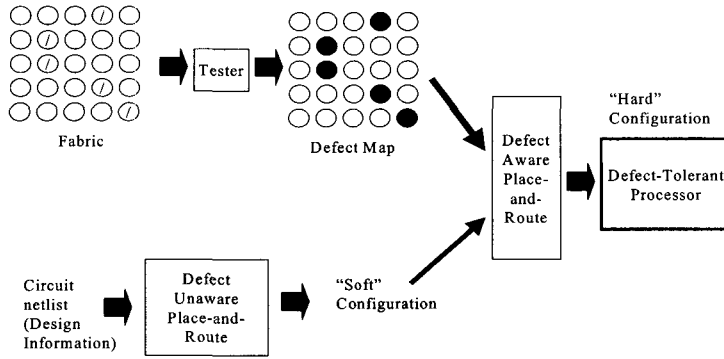 Fabric
Tester
Defect Map
Defect
Aware
Place-
and-
Route
“Hard”
Configuration
Defect-Tolerant
Processor
Circuit
netlist
(Design
Information)
Defect
Unaware
Place-and-
Route
“Soft”
Configuration